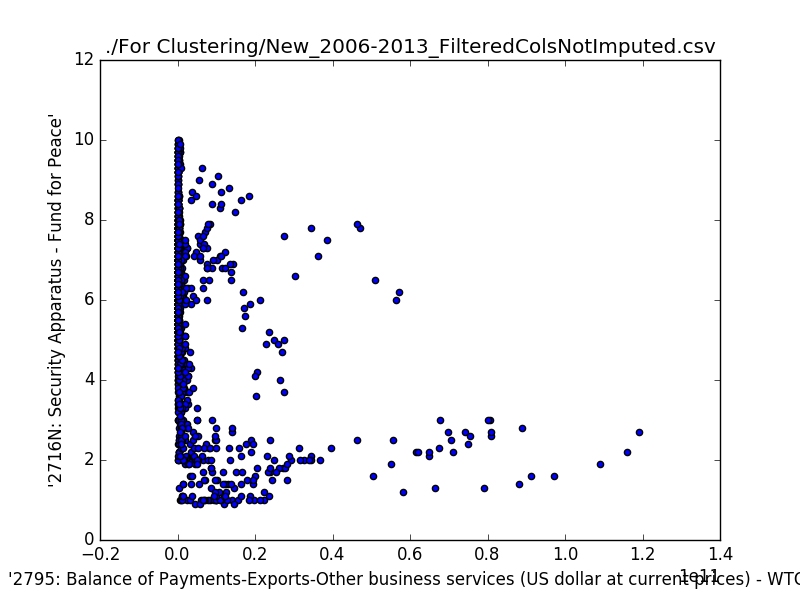 ./For Clustering/New_2006-2013_FilteredColsNotImputed.csv
12
10
8
6
4
2
0
'2716N: Security Apparatus - Fund for Peace'
−0.2 0.0 0.2 0.4 0.6 0.8 1.0 1.2 1.4
1e11
'2795: Balance of Payments-Exports-Other business services (US dollar at current prices) - WTO